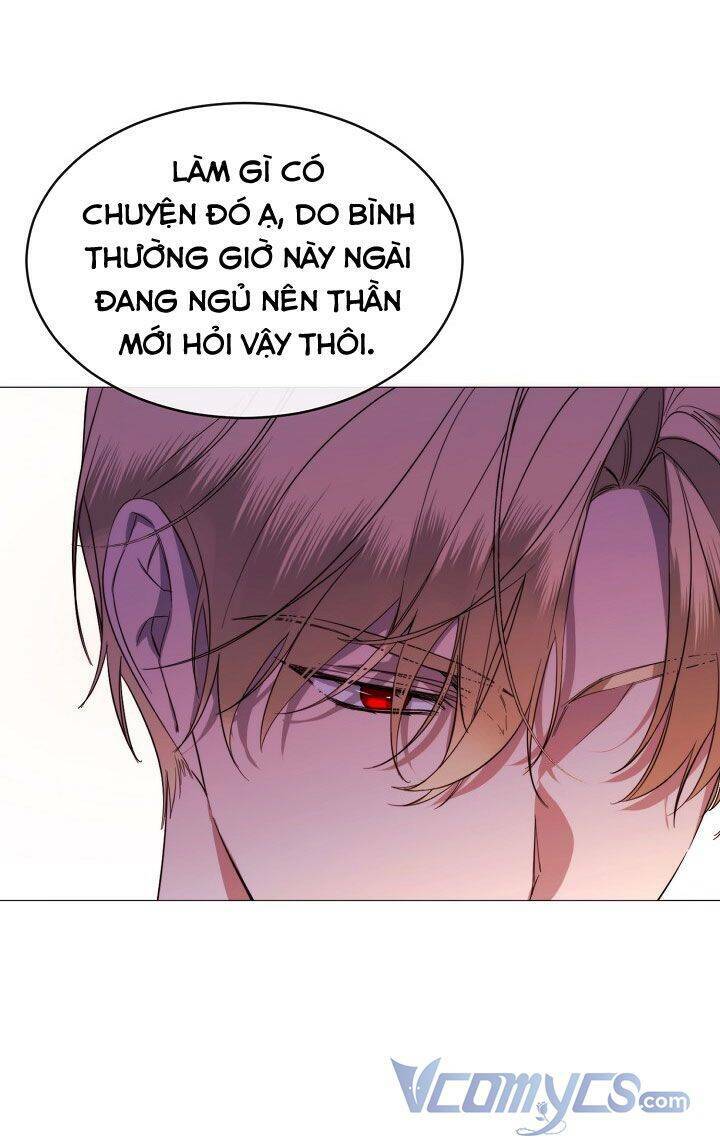 LÀM GÌ CÓ
CHUYỆN ĐÓ Ạ, DO BÌNH
THƯỜNG GIỜ NÀY NGÀI
ĐANG NGỦ NÊN THẦN
MỚI HỎI VẬY THÔI.
VCOMYCS.com